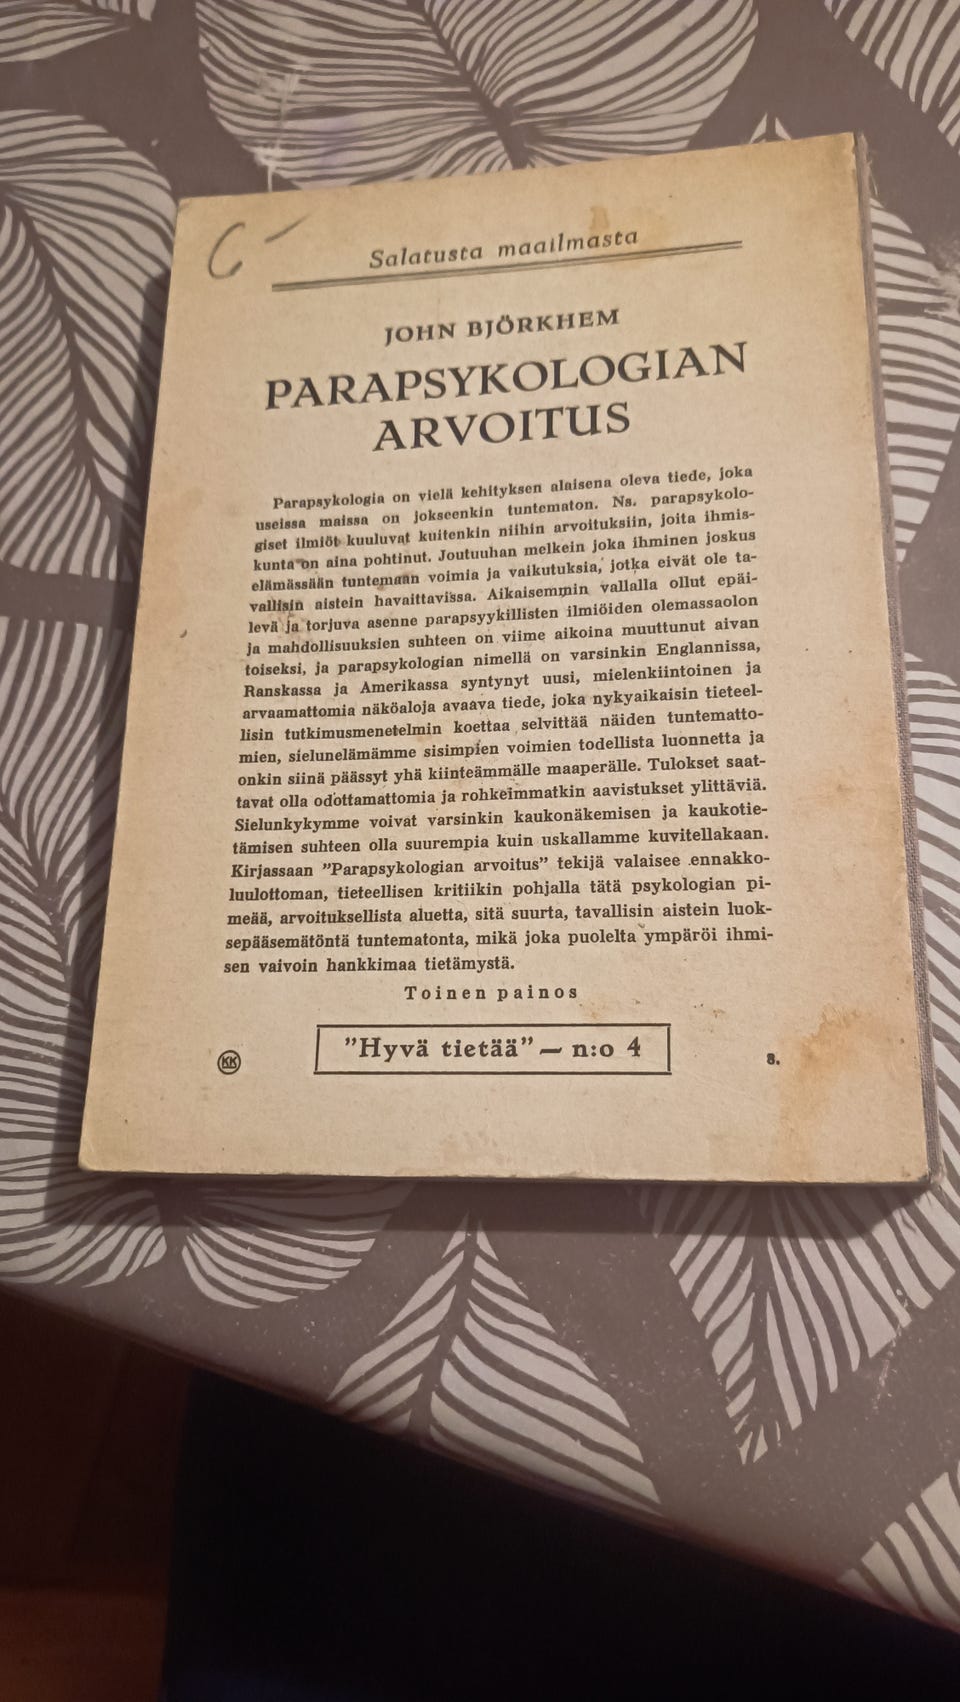 C –
Salatusta maailmasta
JOHN BJÖRKHEM
PARAPSYKOLOGIAN
ARVOITUS
Parapsykologia on vielä kehityksen alaisena oleva tiede, joka
useissa maissa on jokseenkin tuntematon. Ns. parapsykolo-
giset ilmiöt kuuluvat kuitenkin niihin arvoituksiin, joita ihmis-
kunta on aina pohtinut. Joutuuhan melkein joka ihminen joskus
elämässään tuntemaan voimia ja vaikutuksia, jotka eivät ole ta-
vallisin aistein havaittavissa. Aikaisemmin vallalla ollut epäi-
levä ja torjuva asenne parapsyykillisten ilmiöiden olemassaolon
ja mahdollisuuksien suhteen on viime aikoina muuttunut aivan
toiseksi, ja parapsykologian nimellä on varsinkin Englannissa,
Ranskassa ja Amerikassa syntynyt uusi, mielenkiintoinen ja
arvaamattomia näköaloja avaava tiede, joka nykyaikaisin tieteel-
lisin tutkimusmenetelmin koettaa selvittää näiden tuntematto-
mien, sielunelämämme sisimpien voimien todellista luonnetta ja
onkin siinä päässyt yhä kiinteämmälle maaperälle. Tulokset saat-
tavat olla odottamattomia ja rohkeimmatkin aavistukset ylittäviä.
Sielunkykymme voivat varsinkin kaukonäkemisen ja kaukotie-
tämisen suhteen olla suurempia kuin uskallamme kuvitellakaan.
Kirjassaan ”Parapsykologian arvoitus” tekijä valaisee ennakko-
luulottoman, tieteellisen kritiikin pohjalla tätä psykologian pi-
meää, arvoituksellista aluetta, sitä suurta, tavallisin aistein luok-
sepääsemätöntä tuntematonta, mikä joka puolelta ympäröi ihmi-
sen vaivoin hankkimaa tietämystä.
Toinen painos
”Hyvä tietää” — n:o 4
KK
8.